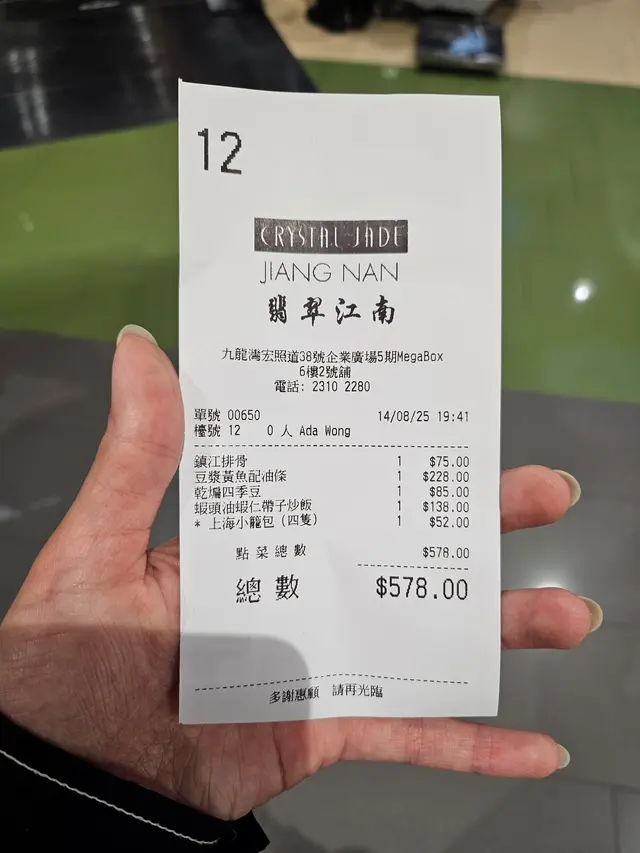 12
CRYSTAL JADE
JIANG NAN
翡翠江南
九龍灣宏照道38號企業廣場5期MegaBox
6樓2號舖
電話: 2310 2280
單號 00650 14/08/25 19:41
檯號 12 0 人 Ada Wong
鎮江排骨 1 $75.00
豆漿黃魚配油條 1 $228.00
乾煸四季豆 1 $85.00
蝦頭油蝦仁帶子炒飯 1 $138.00
* 上海小籠包 (四隻) 1 $52.00
點菜總數 $578.00
總數 $578.00
多謝惠顧 請再光臨